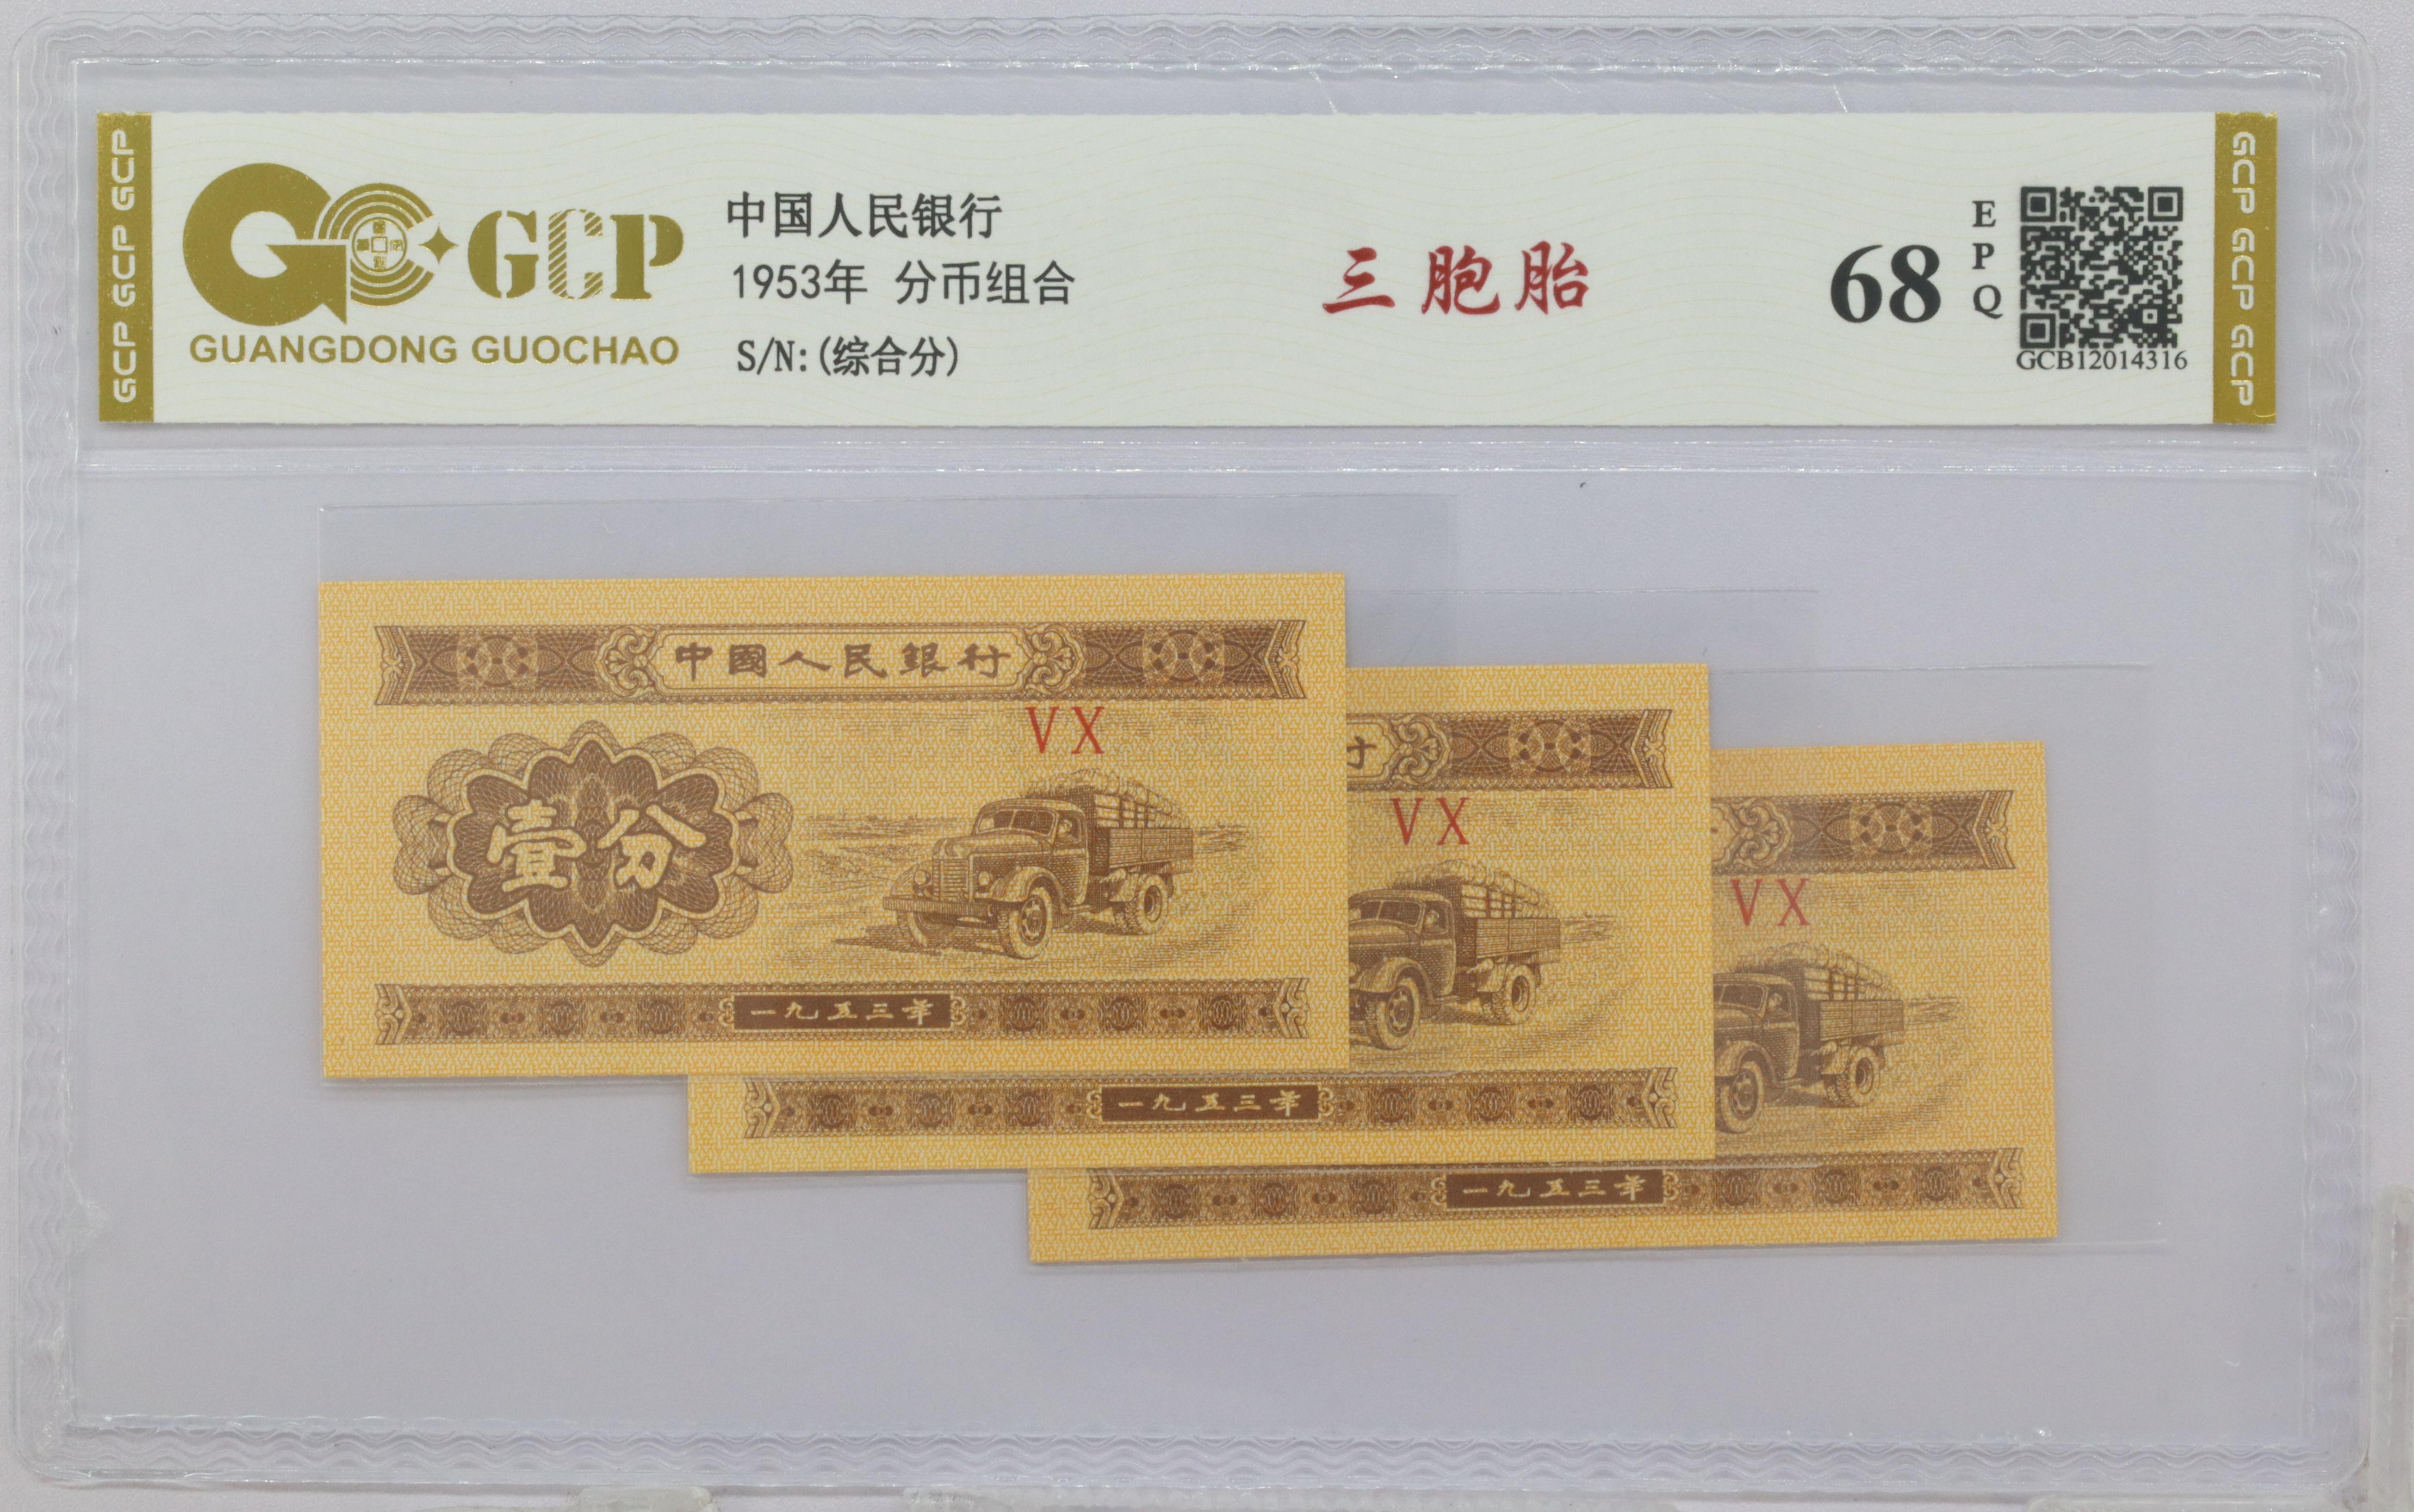 GCP GCP GCP
GCP
GUANGDONG GUOCHAO
中国人民银行
1953年 分币组合
S/N:(综合分)
三胞胎
68
EPQ
GCB12014316
GCP GCP GCP
中國人民銀行
VX
壹分
一九五三年
VX
一九五三年
VX
一九五三年